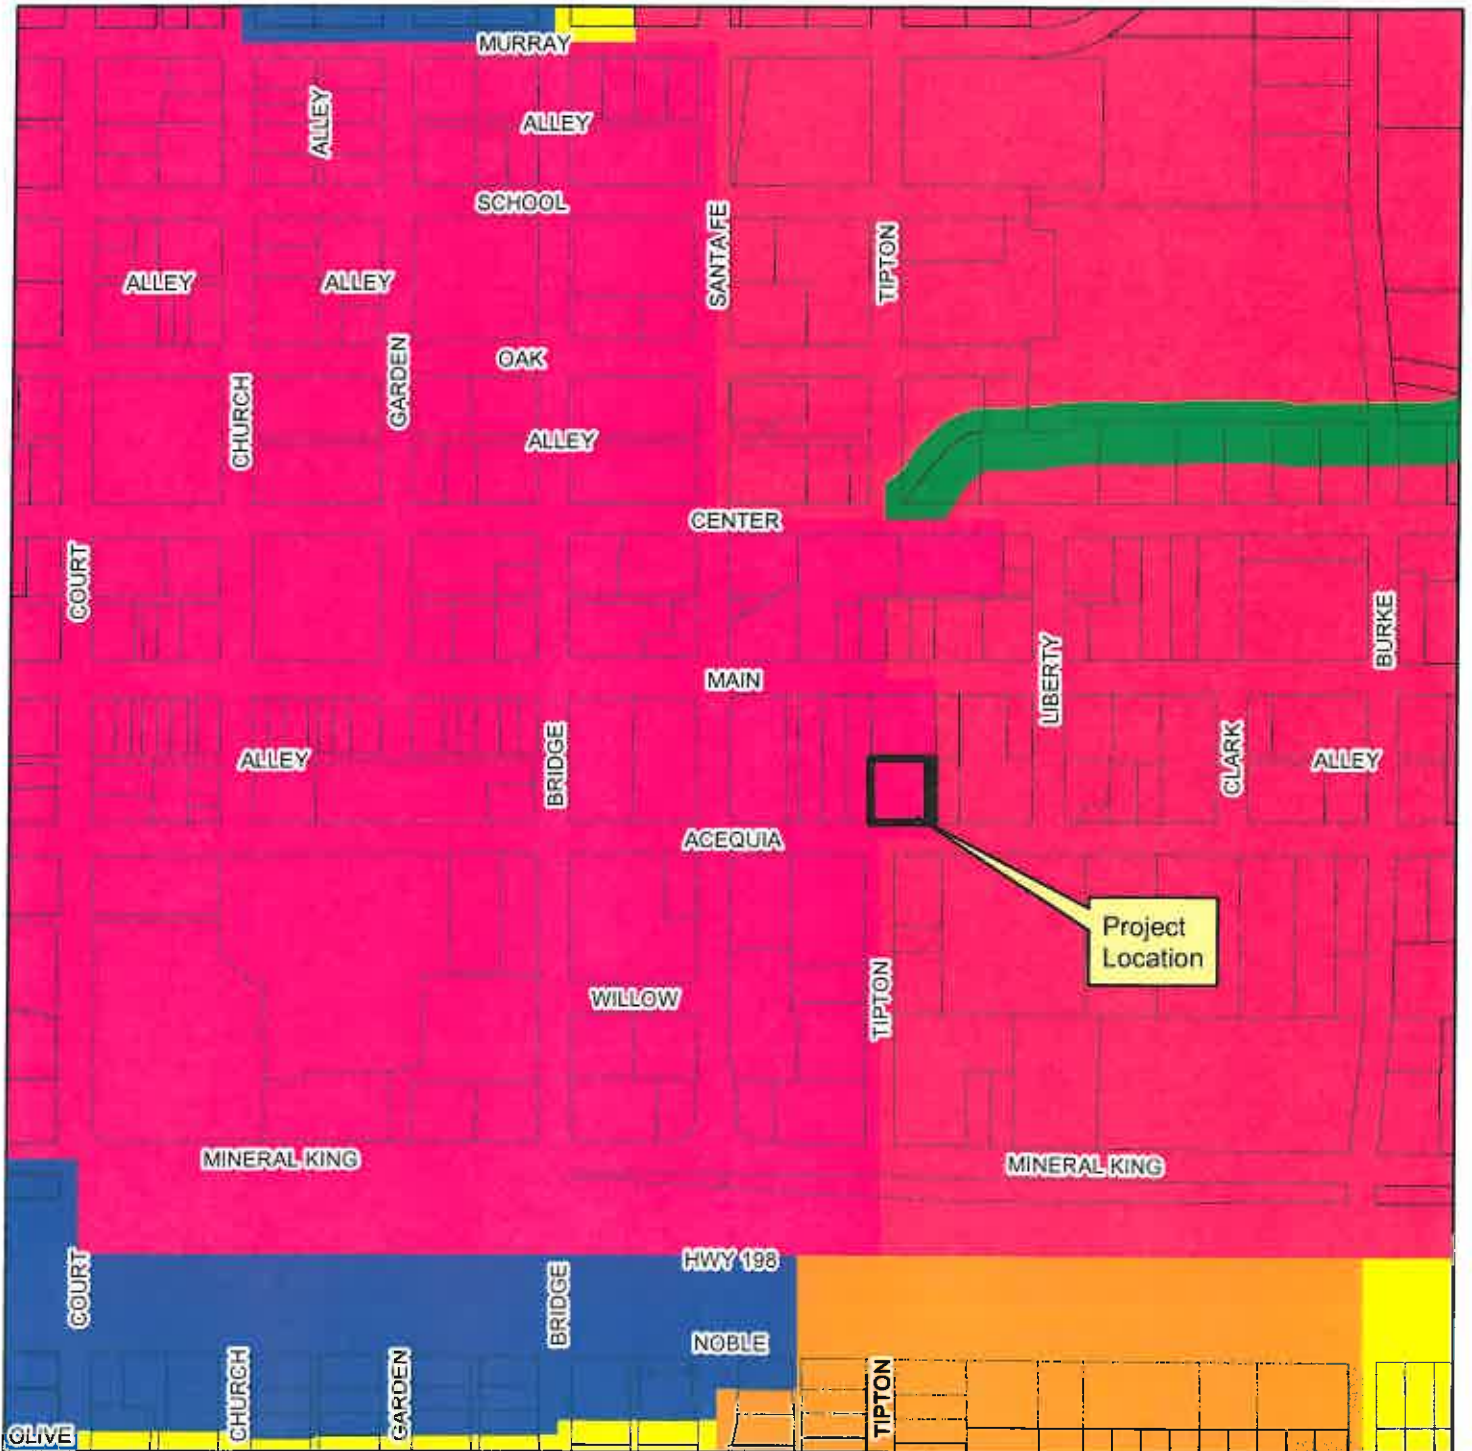 MURRAY
ALLEY
ALLEY
SCHOOL
SANTA FE
TIPTON
ALLEY
ALLEY
GARDEN
OAK
CHURCH
ALLEY
CENTER
COURT
BURKE
LIBERTY
MAIN
BRIDGE
ALLEY
CLARK
ALLEY
ACEQUIA
Project
Location
TIPTON
WILLOW
MINERAL KING
MINERAL KING
COURT
HWY 198
BRIDGE
NOBLE
CHURCH
GARDEN
TIPTON
OLIVE